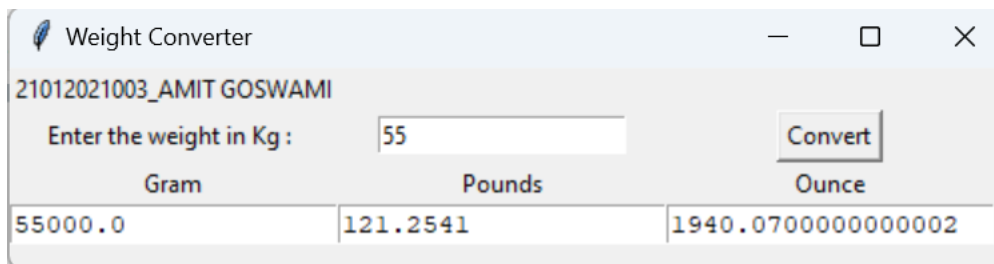 Weight Converter
21012021003_AMIT GOSWAMI
Enter the weight in Kg : 55 Convert
Gram Pounds Ounce
55000.0 121.2541 1940.0700000000002